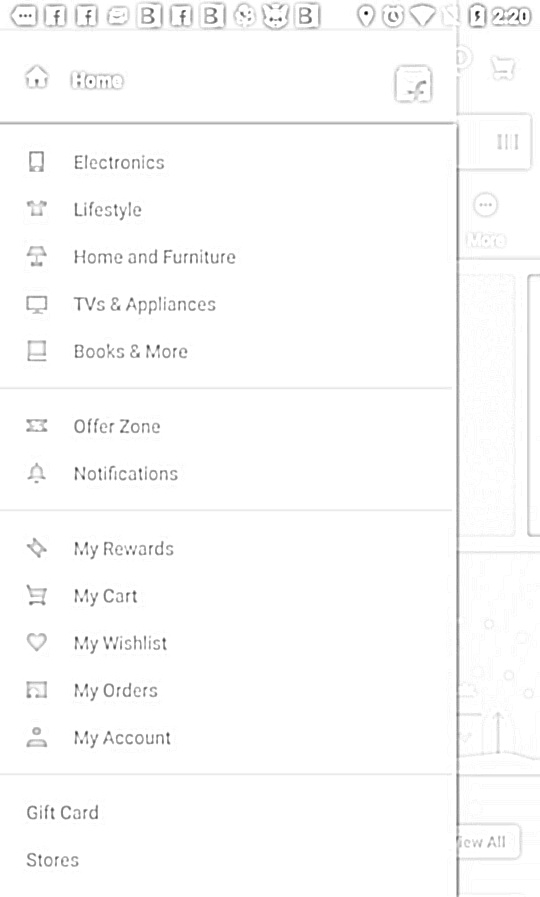 2:20
Home
Electronics
Lifestyle
More
Home and Furniture
TVs & Appliances
Books & More
Offer Zone
Notifications
My Rewards
My Cart
My Wishlist
My Orders
My Account
Gift Card
View All
Stores